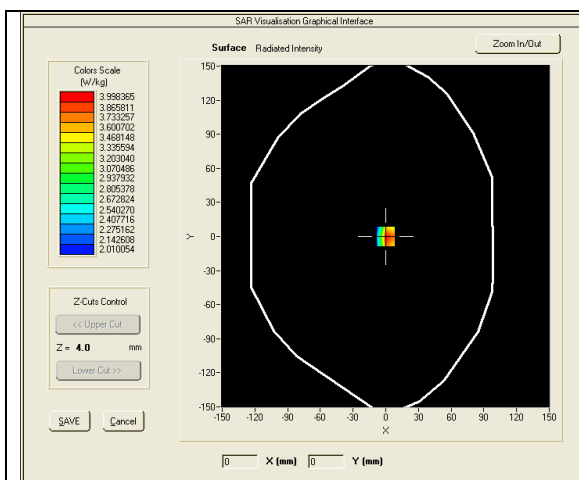 SAR Visualisation Graphical Interface
Surface Radiated Intensity
Zoom In/Out
Colors Scale
(W/kg)
3.998365
3.865811
3.733257
3.600702
3.468148
3.335594
3.203040
3.070486
2.937932
2.805378
2.672824
2.540270
2.407716
2.275162
2.142608
2.010054
Z-Cuts Control
<< Upper Cut
Z = 4.0 mm
Lower Cut >>
SAVE Cancel
150
120
90
60
30
0
-30
-60
-90
-120
-150
Y
-150 -120 -90 -60 -30 0 30 60 90 120 150
X
0 X (mm) 0 Y (mm)